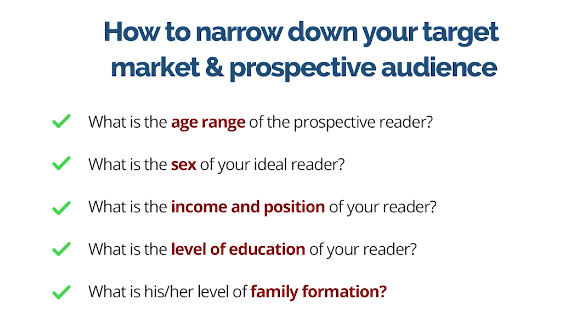 How to narrow down your target
market & prospective audience
What is the age range of the prospective reader?
What is the sex of your ideal reader?
What is the income and position of your reader?
What is the level of education of your reader?
What is his/her level of family formation?